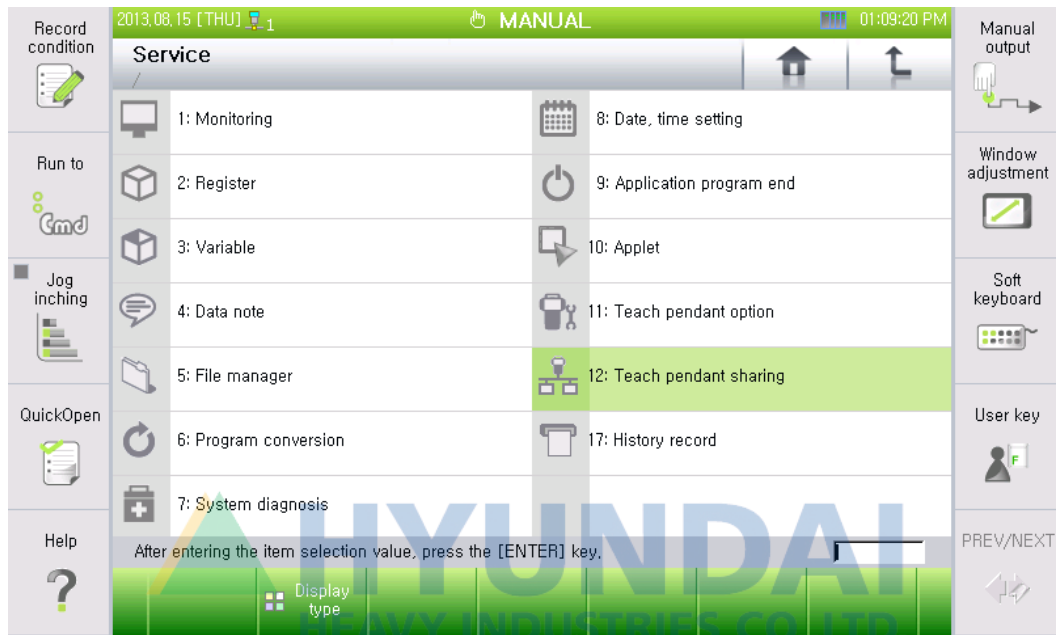 Record
condition
Run to
Cmd
Jog
inching
QuickOpen
Help
?
2013,08,15 [THU] 1
MANUAL
01:09:20 PM
Service
/
1: Monitoring
2: Register
3: Variable
4: Data note
5: File manager
6: Program conversion
7: System diagnosis
8: Date, time setting
9: Application program end
10: Applet
11: Teach pendant option
12: Teach pendant sharing
17: History record
After entering the item selection value, press the [ENTER] key.
Display
type
HYUNDAI
HEAVY INDUSTRIES CO.,LTD.
Manual
output
Window
adjustment
Soft
keyboard
User key
F
PREV/NEXT